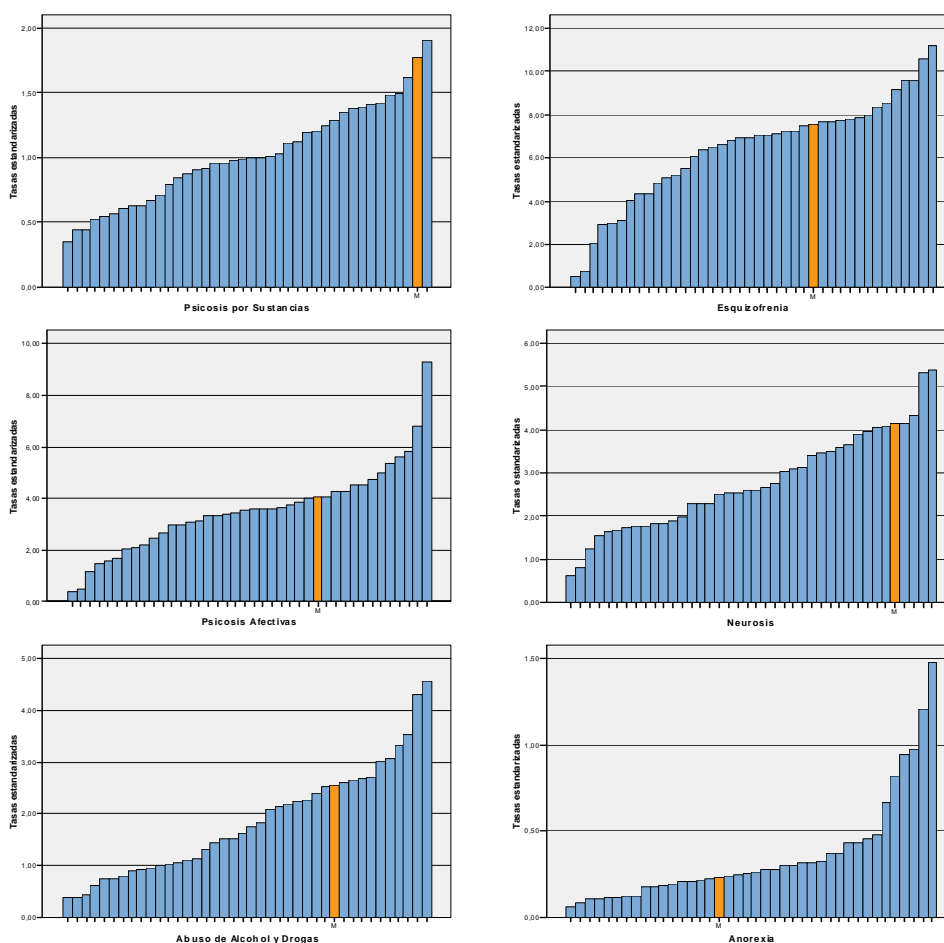 2,00
1,50
1,00
0,50
0,00
Tasas estandarizadas
M
Psicosis por Sustancias
12,00
10,00
8,00
6,00
4,00
2,00
0,00
Tasas estandarizadas
M
Esquizofrenia
10,00
8,00
6,00
4,00
2,00
0,00
Tasas estandarizadas
M
Psicosis Afectivas
6,00
5,00
4,00
3,00
2,00
1,00
0,00
Tasas estandarizadas
M
Neurosis
5,00
4,00
3,00
2,00
1,00
0,00
Tasas estandarizadas
M
Abuso de Alcohol y Drogas
1,50
1,00
0,50
0,00
Tasas estandarizadas
M
Anorexia